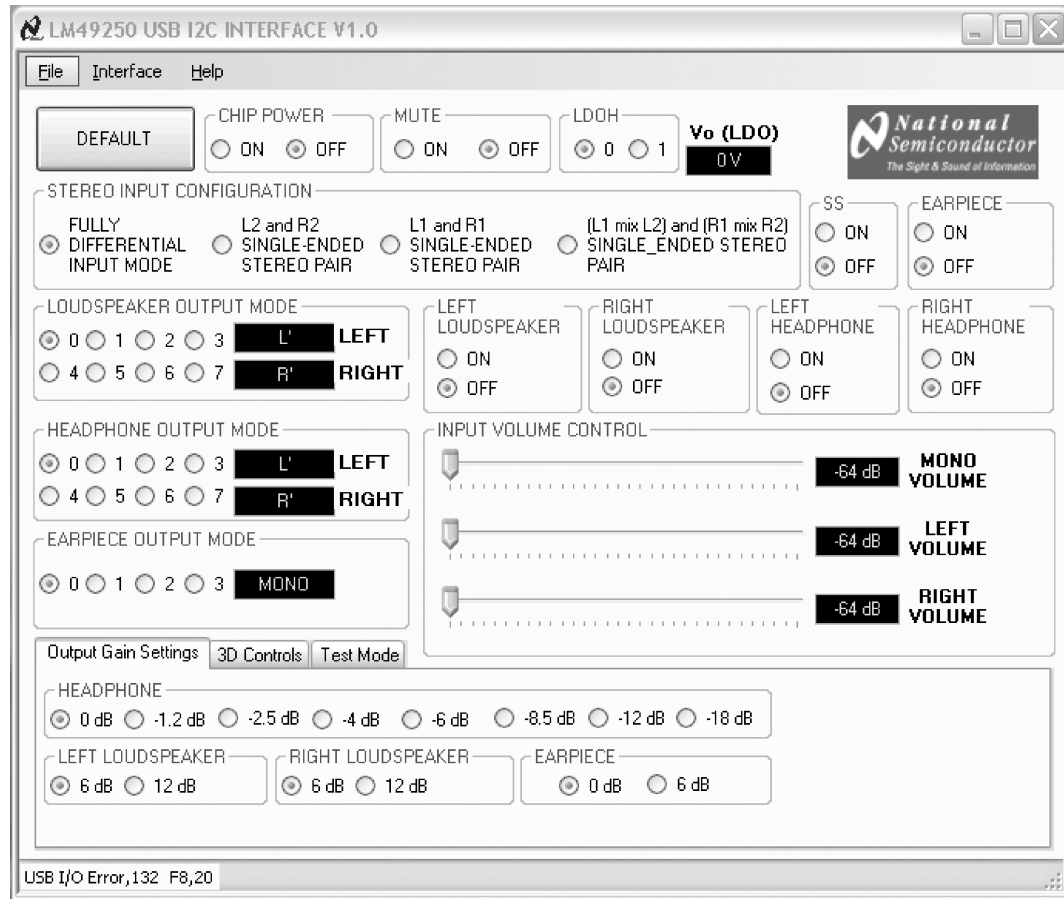 LM49250 USB I2C INTERFACE V1.0
File Interface Help
DEFAULT
CHIP POWER
ON OFF
MUTE
ON OFF
LDOH
0 1
Vo (LDO)
0 V
National
Semiconductor
The Sight & Sound of Information
STEREO INPUT CONFIGURATION
FULLY
DIFFERENTIAL
INPUT MODE
L2 and R2
SINGLE-ENDED
STEREO PAIR
L1 and R1
SINGLE-ENDED
STEREO PAIR
(L1 mix L2) and (R1 mix R2)
SINGLE_ENDED STEREO
PAIR
SS
ON
OFF
EARPIECE
ON
OFF
LOUDSPEAKER OUTPUT MODE
0 1 2 3 L' LEFT
4 5 6 7 R' RIGHT
LEFT
LOUDSPEAKER
ON
OFF
RIGHT
LOUDSPEAKER
ON
OFF
LEFT
HEADPHONE
ON
OFF
RIGHT
HEADPHONE
ON
OFF
HEADPHONE OUTPUT MODE
0 1 2 3 L' LEFT
4 5 6 7 R' RIGHT
INPUT VOLUME CONTROL
-64 dB MONO
VOLUME
-64 dB LEFT
VOLUME
-64 dB RIGHT
VOLUME
EARPIECE OUTPUT MODE
0 1 2 3 MONO
Output Gain Settings 3D Controls Test Mode
HEADPHONE
0 dB -1.2 dB -2.5 dB -4 dB -6 dB -8.5 dB -12 dB -18 dB
LEFT LOUDSPEAKER
6 dB 12 dB
RIGHT LOUDSPEAKER
6 dB 12 dB
EARPIECE
0 dB 6 dB
USB I/O Error,132 F8,20